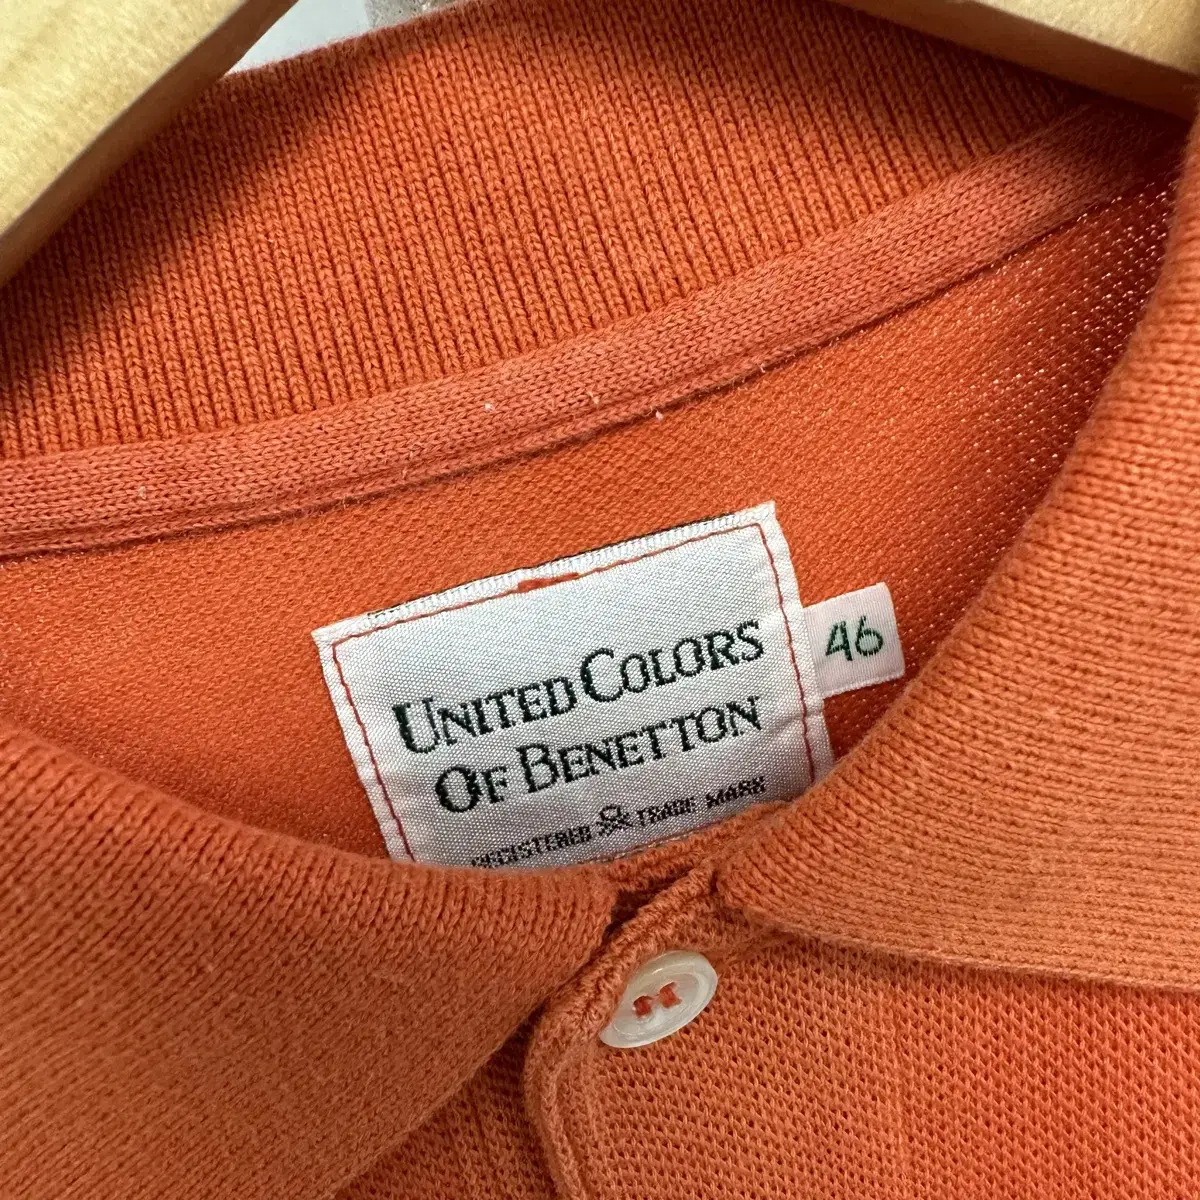 UNITED COLORS
OF BENETTON
REGISTERED TRADE MARK
46